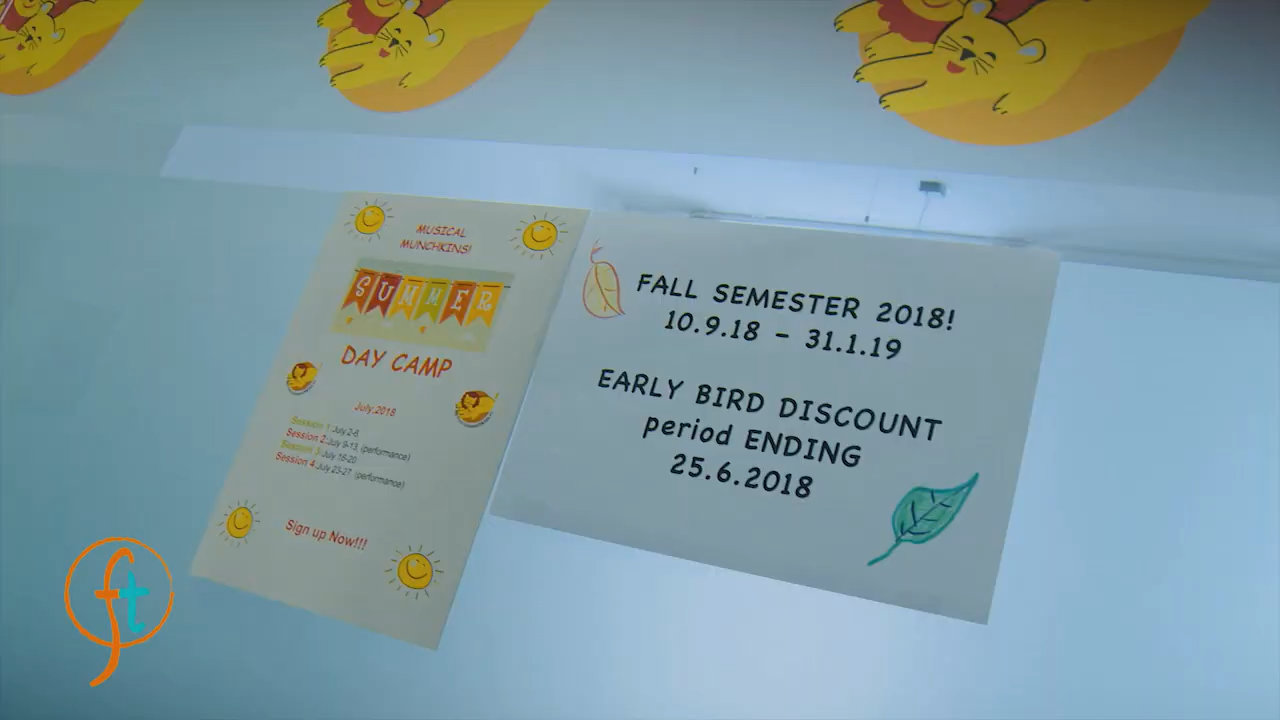 MUSICAL
MUNCHKINS!
SUMMER
DAY CAMP
July,2018
Session 1:July 2-6
Session 2:July 9-13 (performance)
Session 3:July 16-20
Session 4:July 23-27 (performance)
Sign up Now!!!
FALL SEMESTER 2018!
10.9.18 - 31.1.19
EARLY BIRD DISCOUNT
period ENDING
25.6.2018
ft